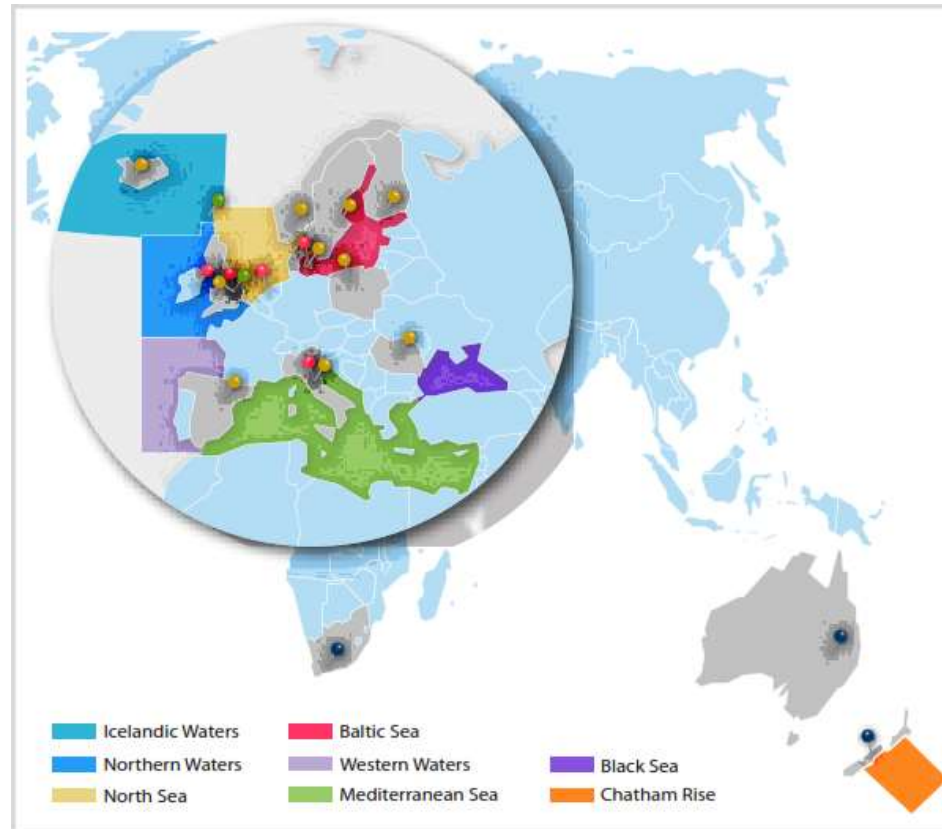 Icelandic Waters
Northern Waters
North Sea
Baltic Sea
Western Waters
Mediterranean Sea
Black Sea
Chatham Rise